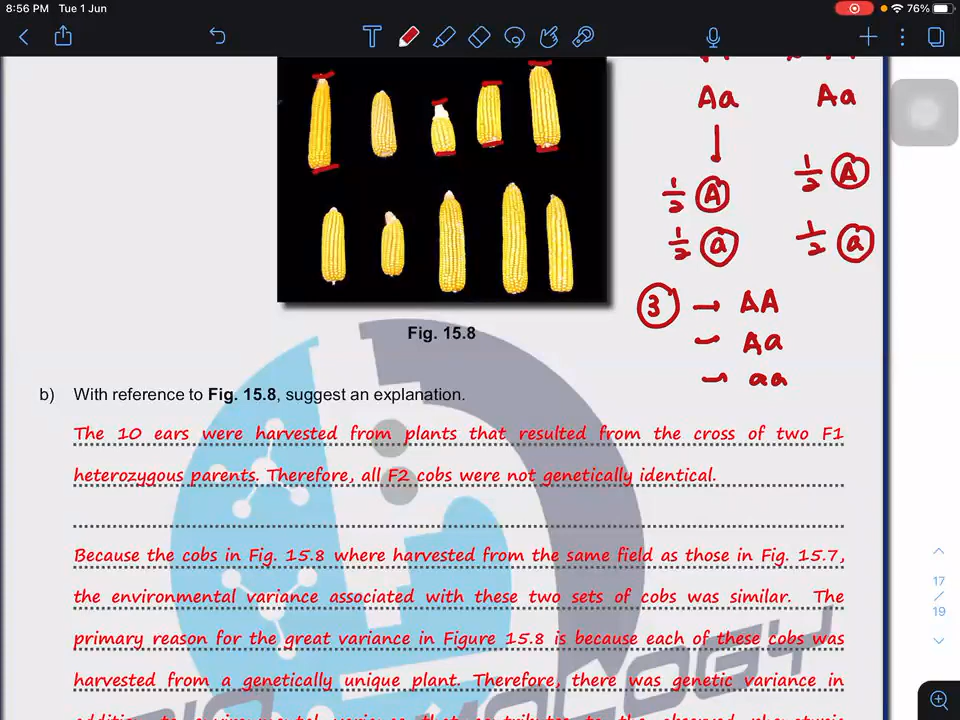 8:56 PM Tue 1 Jun
76%
Aa Aa
1/2 A 1/2 A
1/2 a 1/2 a
3 → AA
– Aa
– aa
Fig. 15.8
b) With reference to Fig. 15.8, suggest an explanation.
The 10 ears were harvested from plants that resulted from the cross of two F1
heterozygous parents. Therefore, all F2 cobs were not genetically identical.
Because the cobs in Fig. 15.8 where harvested from the same field as those in Fig. 15.7,
the environmental variance associated with these two sets of cobs was similar. The
primary reason for the great variance in Figure 15.8 is because each of these cobs was
harvested from a genetically unique plant. Therefore, there was genetic variance in
17
/
19